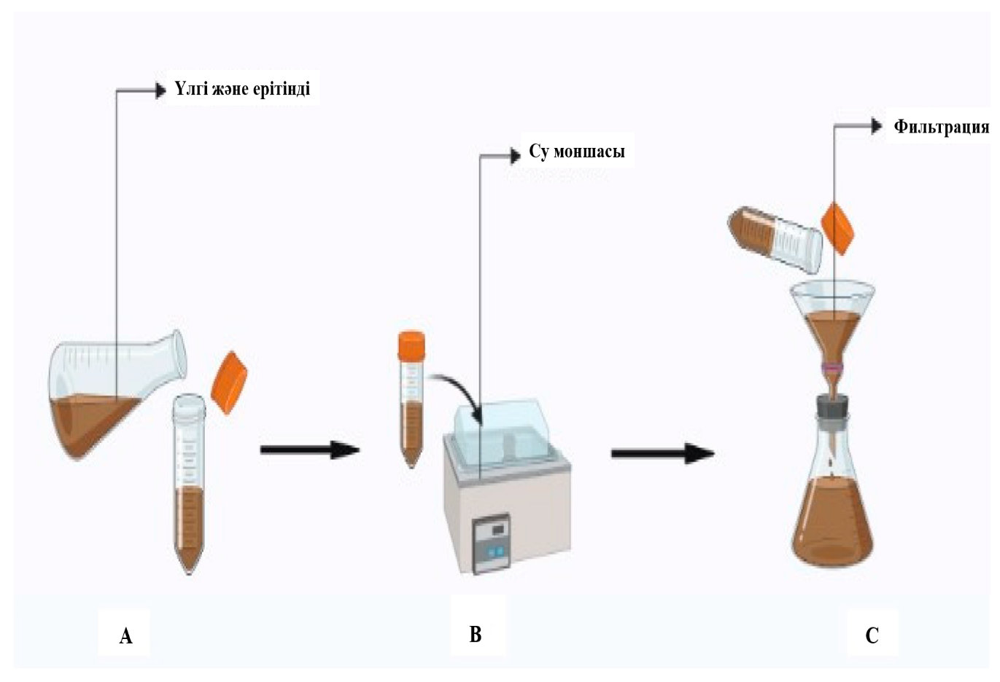 Үлгі және ерітінді
Су моншасы
Фильтрация
A
B
C